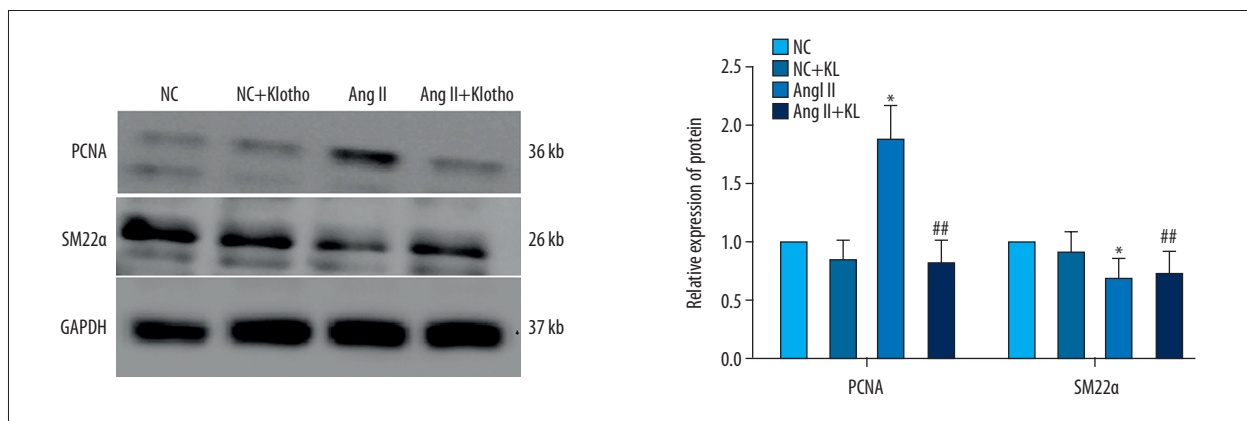 NC NC+Klotho Ang II Ang II+Klotho
PCNA 36 kb
SM22α 26 kb
GAPDH 37 kb
NC
NC+KL
Angl II
Ang II+KL
Relative expression of protein
2.5
2.0
1.5
1.0
0.5
0.0
*
##
*
##
PCNA SM22α